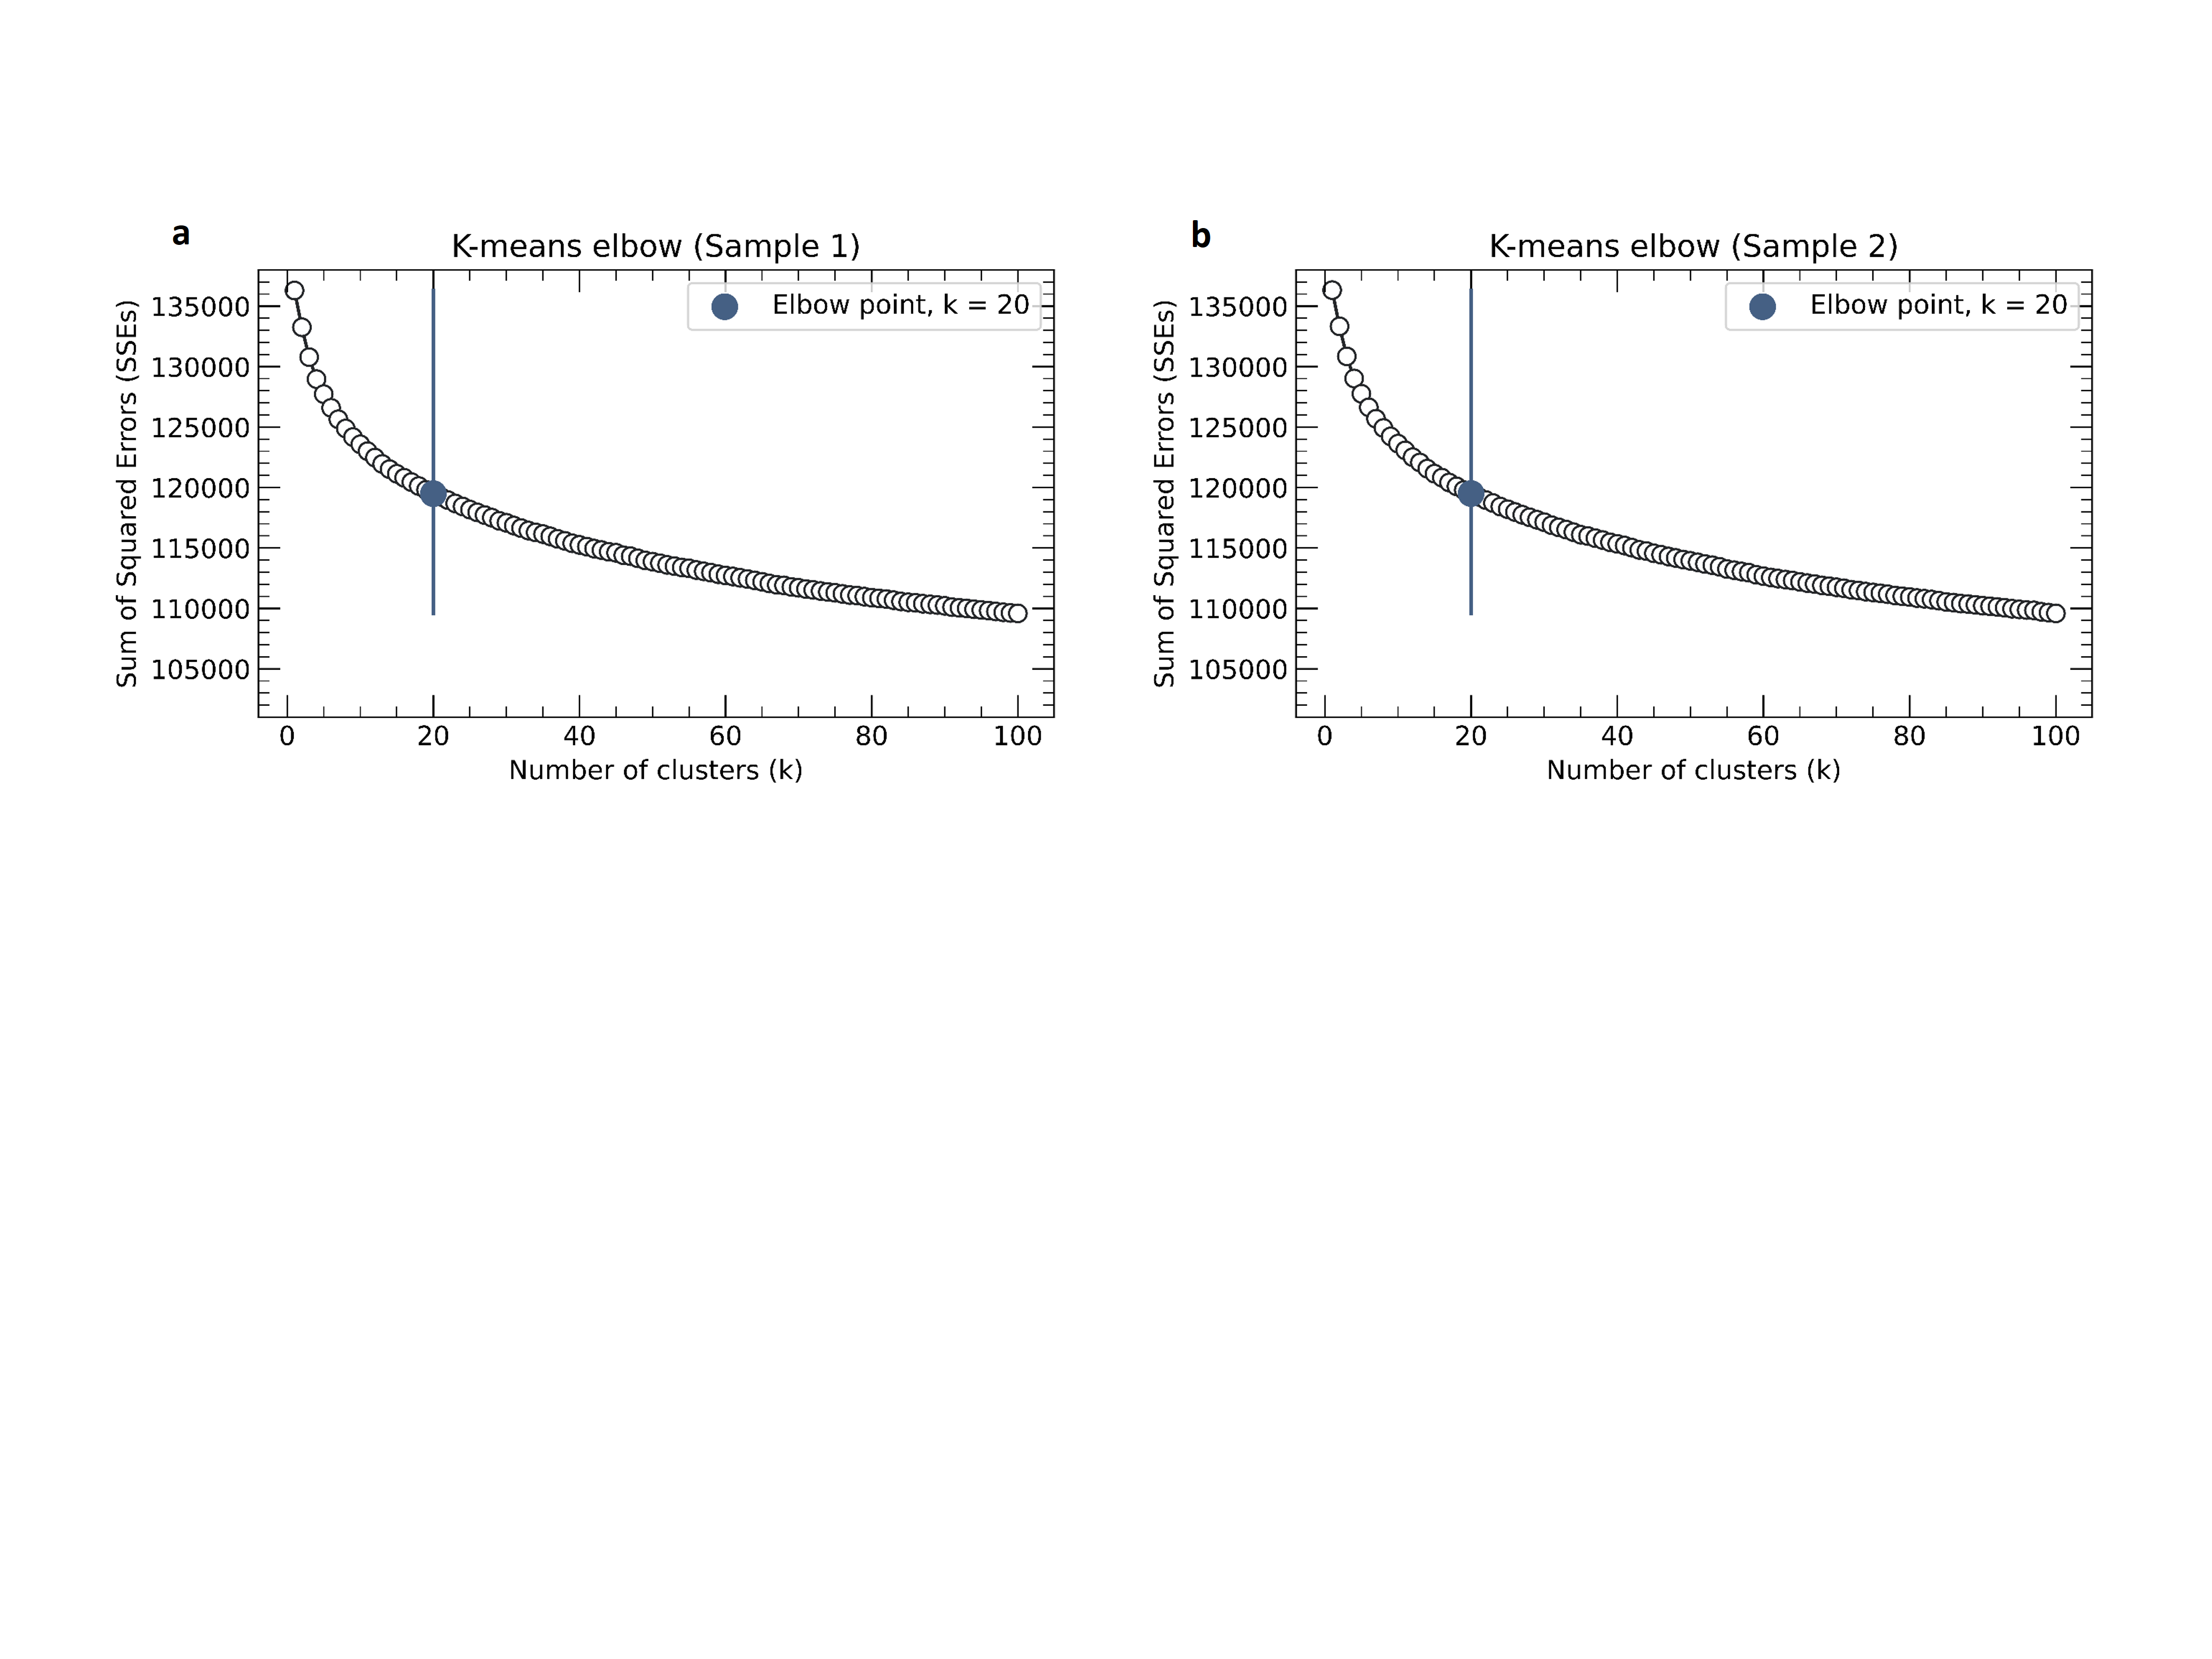 a
K-means elbow (Sample 1)
Elbow point, k = 20
Sum of Squared Errors (SSEs)
135000
130000
125000
120000
115000
110000
105000
0 20 40 60 80 100
Number of clusters (k)
b
K-means elbow (Sample 2)
Elbow point, k = 20
Sum of Squared Errors (SSEs)
135000
130000
125000
120000
115000
110000
105000
0 20 40 60 80 100
Number of clusters (k)